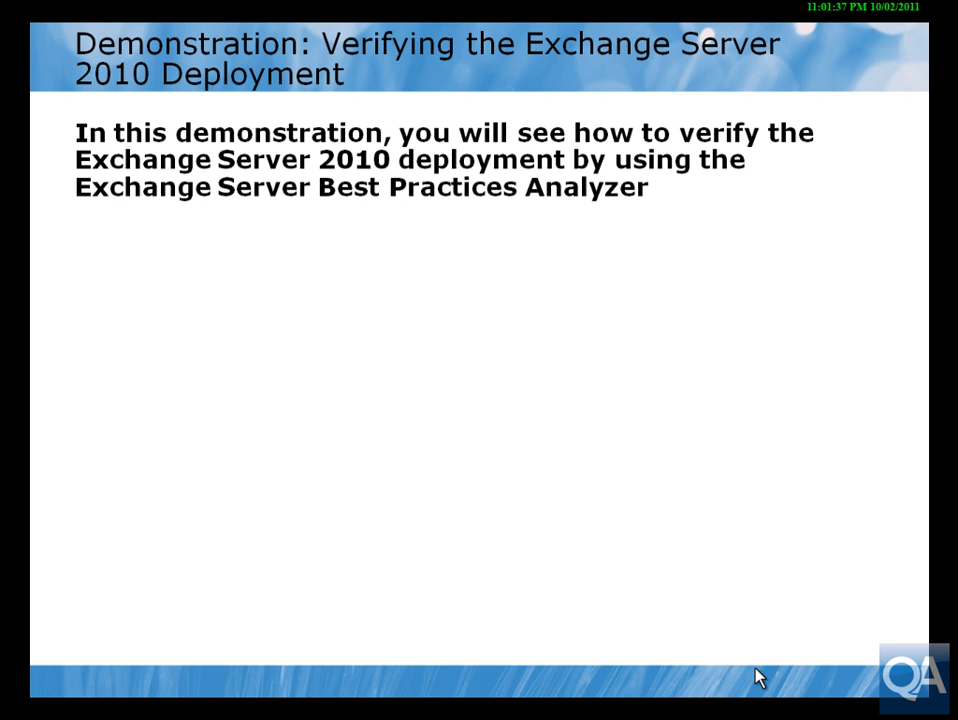 11:01:37 PM 10/02/2011
Demonstration: Verifying the Exchange Server
2010 Deployment
In this demonstration, you will see how to verify the
Exchange Server 2010 deployment by using the
Exchange Server Best Practices Analyzer
QA